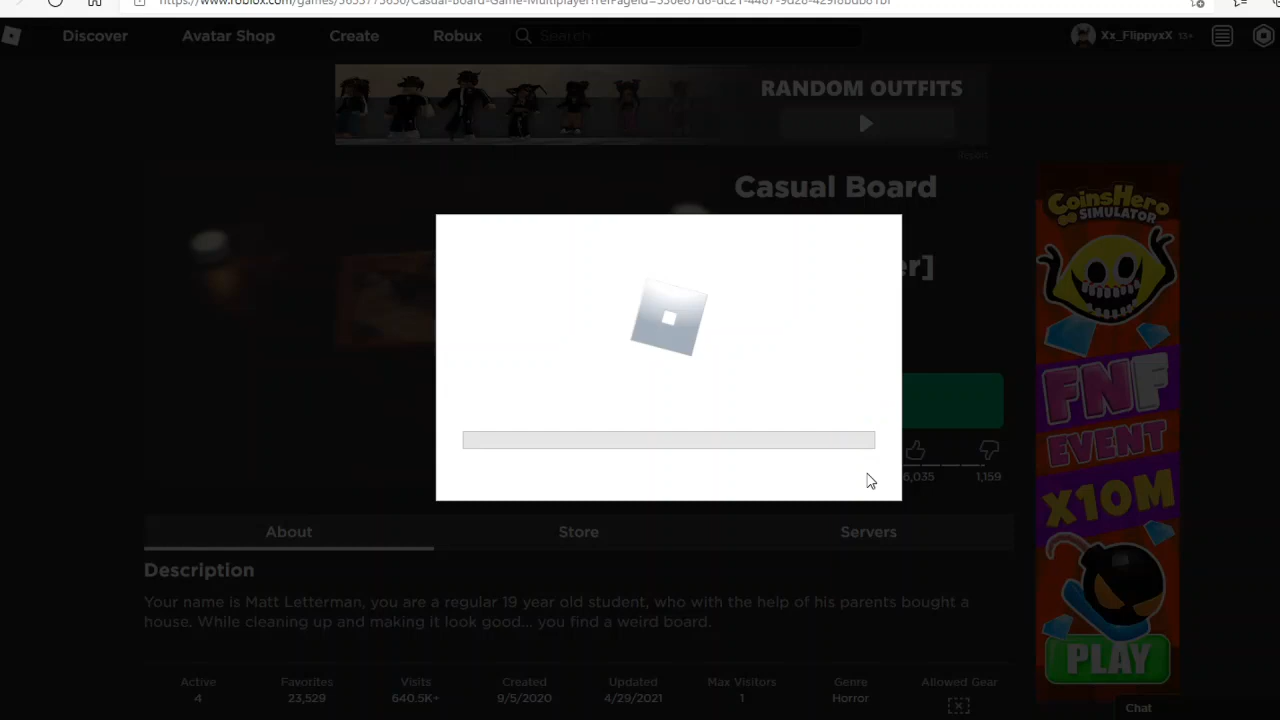 Discover Avatar Shop Create Robux Search Xx_FlippyxX 13+
RANDOM OUTFITS
Casual Board
er]
6,035 1,159
About Store Servers
Description
Your name is Matt Letterman, you are a regular 19 year old student, who with the help of his parents bought a
house. While cleaning up and making it look good... you find a weird board.
Active Favorites Visits Created Updated Max Visitors Genre Allowed Gear
4 23,529 640.5K+ 9/5/2020 4/29/2021 1 Horror
COINSHERO
SIMULATOR
FNF
EVENT
X10M
PLAY
Chat